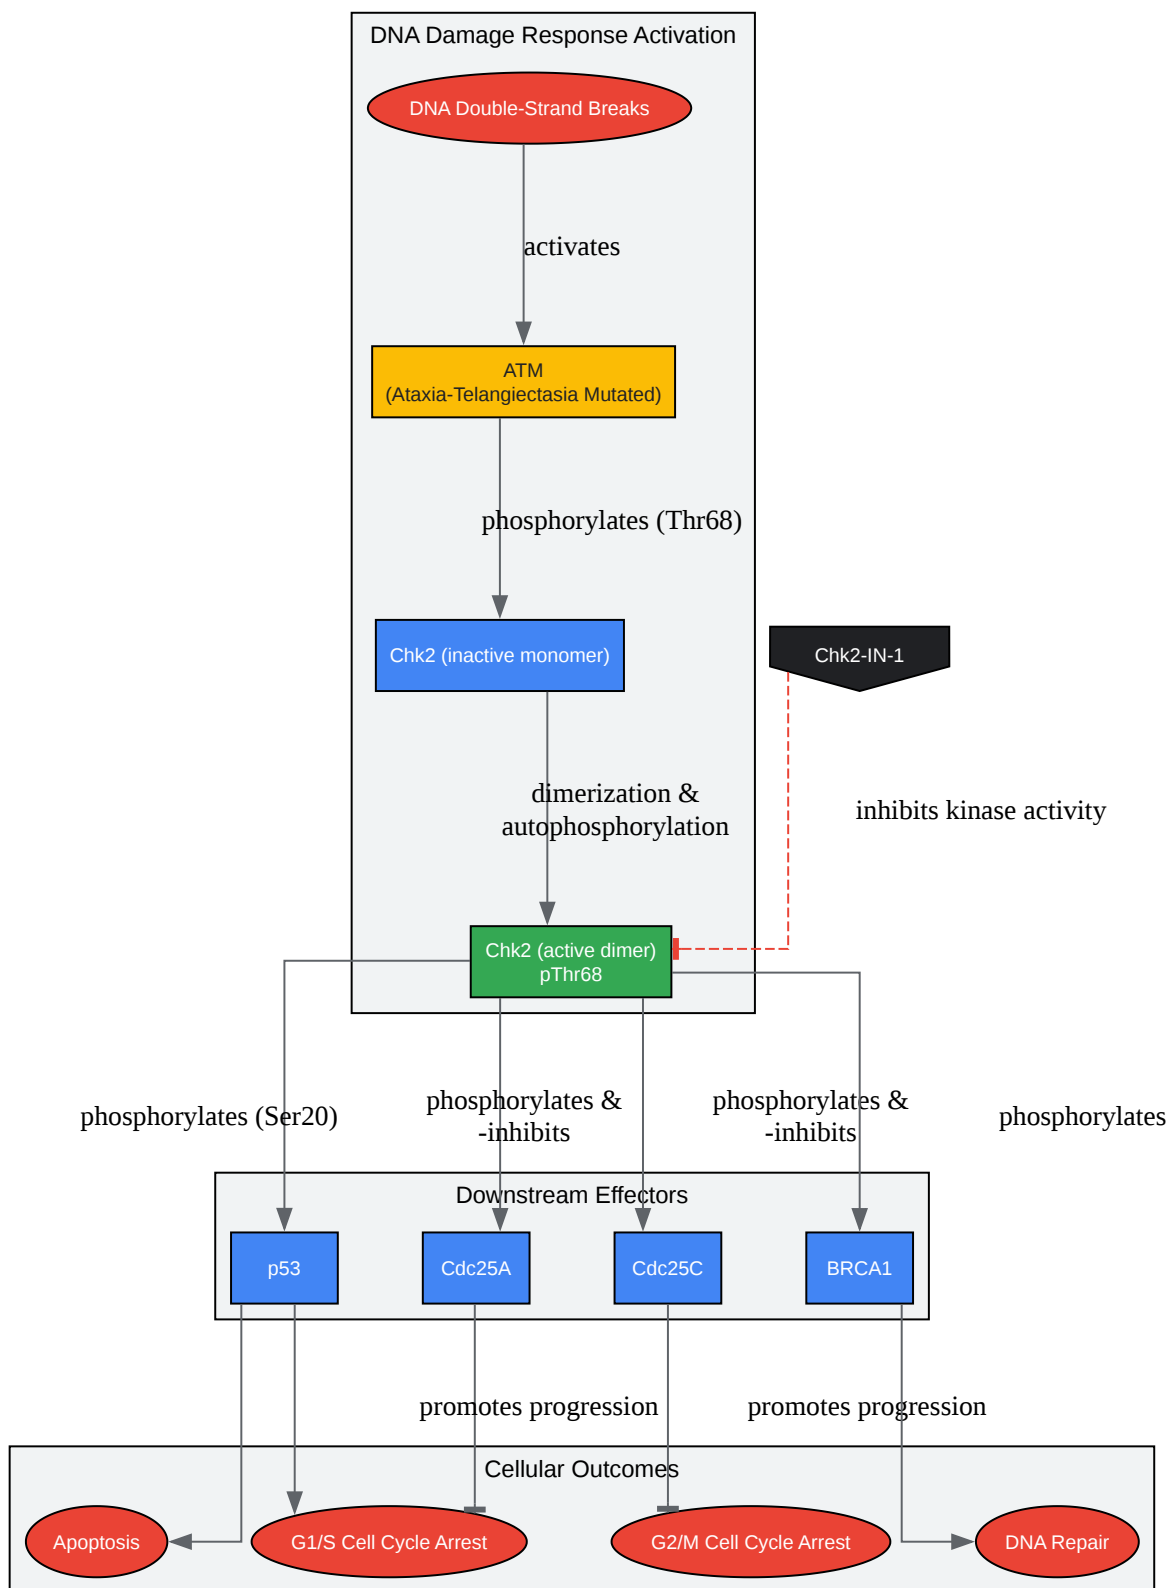 DNA Damage Response Activation
DNA Double-Strand Breaks
activates
ATM
(Ataxia-Telangiectasia Mutated)
phosphorylates (Thr68)
Chk2 (inactive monomer)
Chk2-IN-1
dimerization &
autophosphorylation
inhibits kinase activity
Chk2 (active dimer)
pThr68
phosphorylates (Ser20)
phosphorylates &
-inhibits
phosphorylates &
-inhibits
phosphorylates
Downstream Effectors
p53
Cdc25A
Cdc25C
BRCA1
promotes progression
promotes progression
Cellular Outcomes
Apoptosis
G1/S Cell Cycle Arrest
G2/M Cell Cycle Arrest
DNA Repair